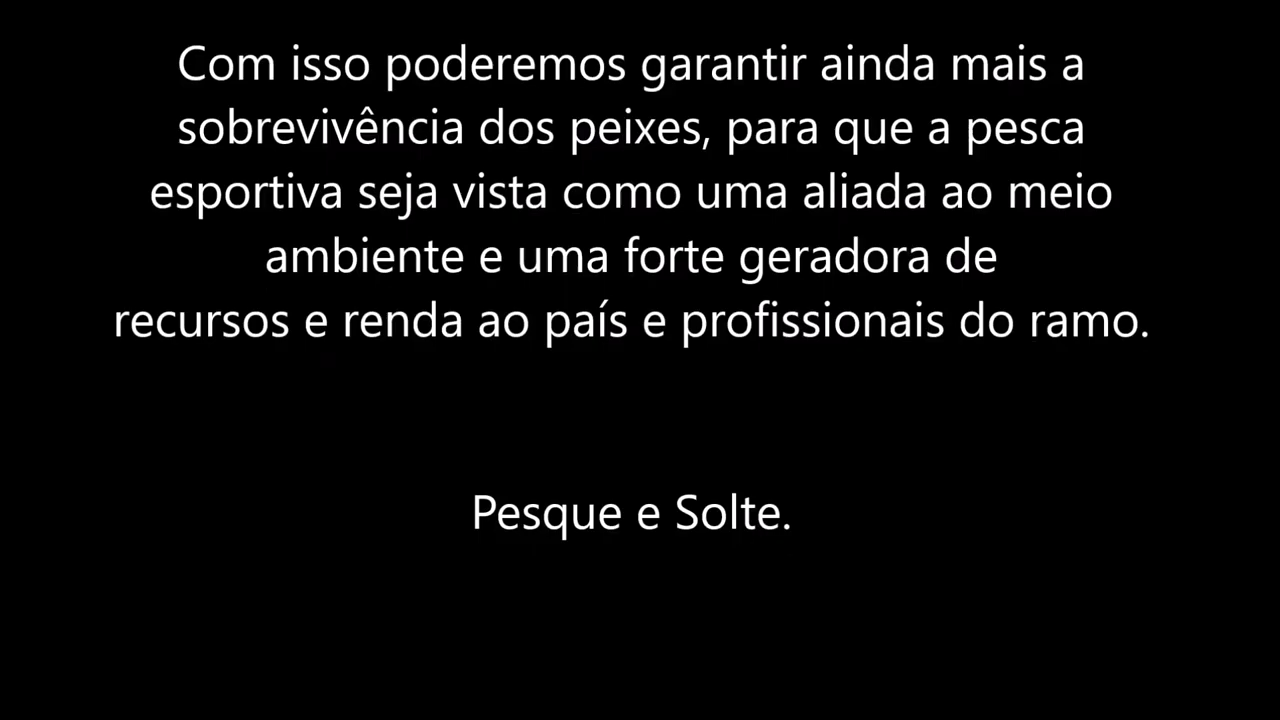 Com isso poderemos garantir ainda mais a
sobrevivência dos peixes, para que a pesca
esportiva seja vista como uma aliada ao meio
ambiente e uma forte geradora de
recursos e renda ao país e profissionais do ramo.
Pesque e Solte.